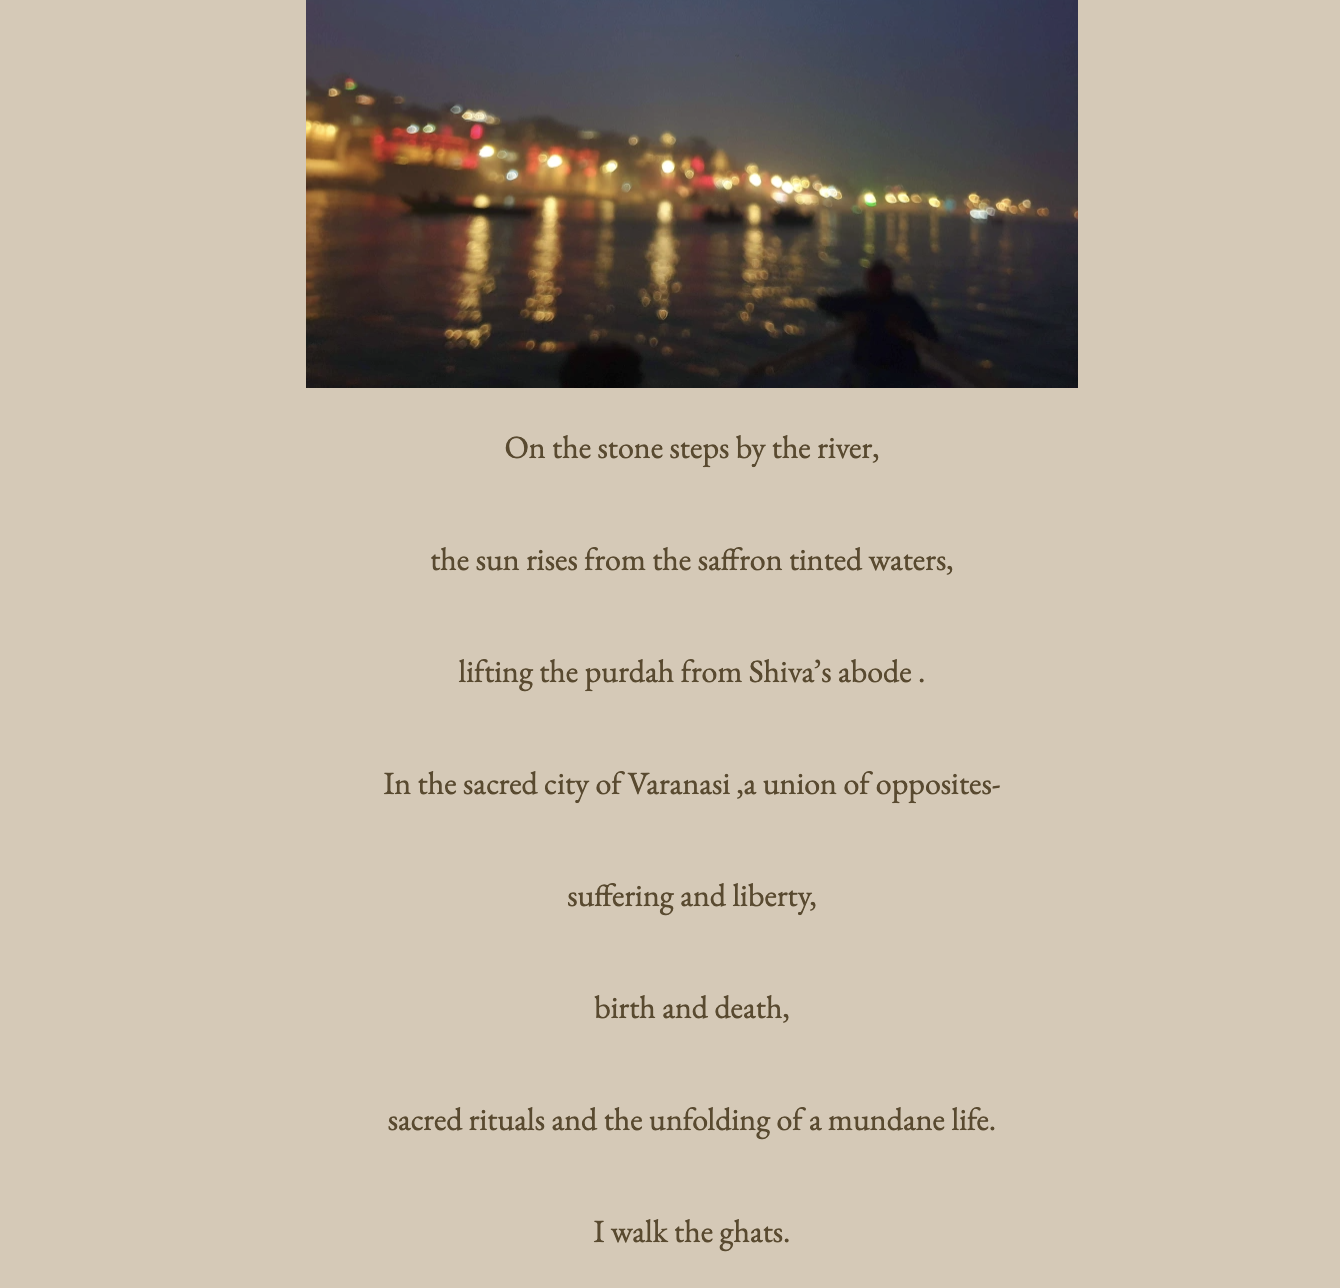 On the stone steps by the river,
the sun rises from the saffron tinted waters,
lifting the purdah from Shiva’s abode .
In the sacred city of Varanasi ,a union of opposites-
suffering and liberty,
birth and death,
sacred rituals and the unfolding of a mundane life.
I walk the ghats.